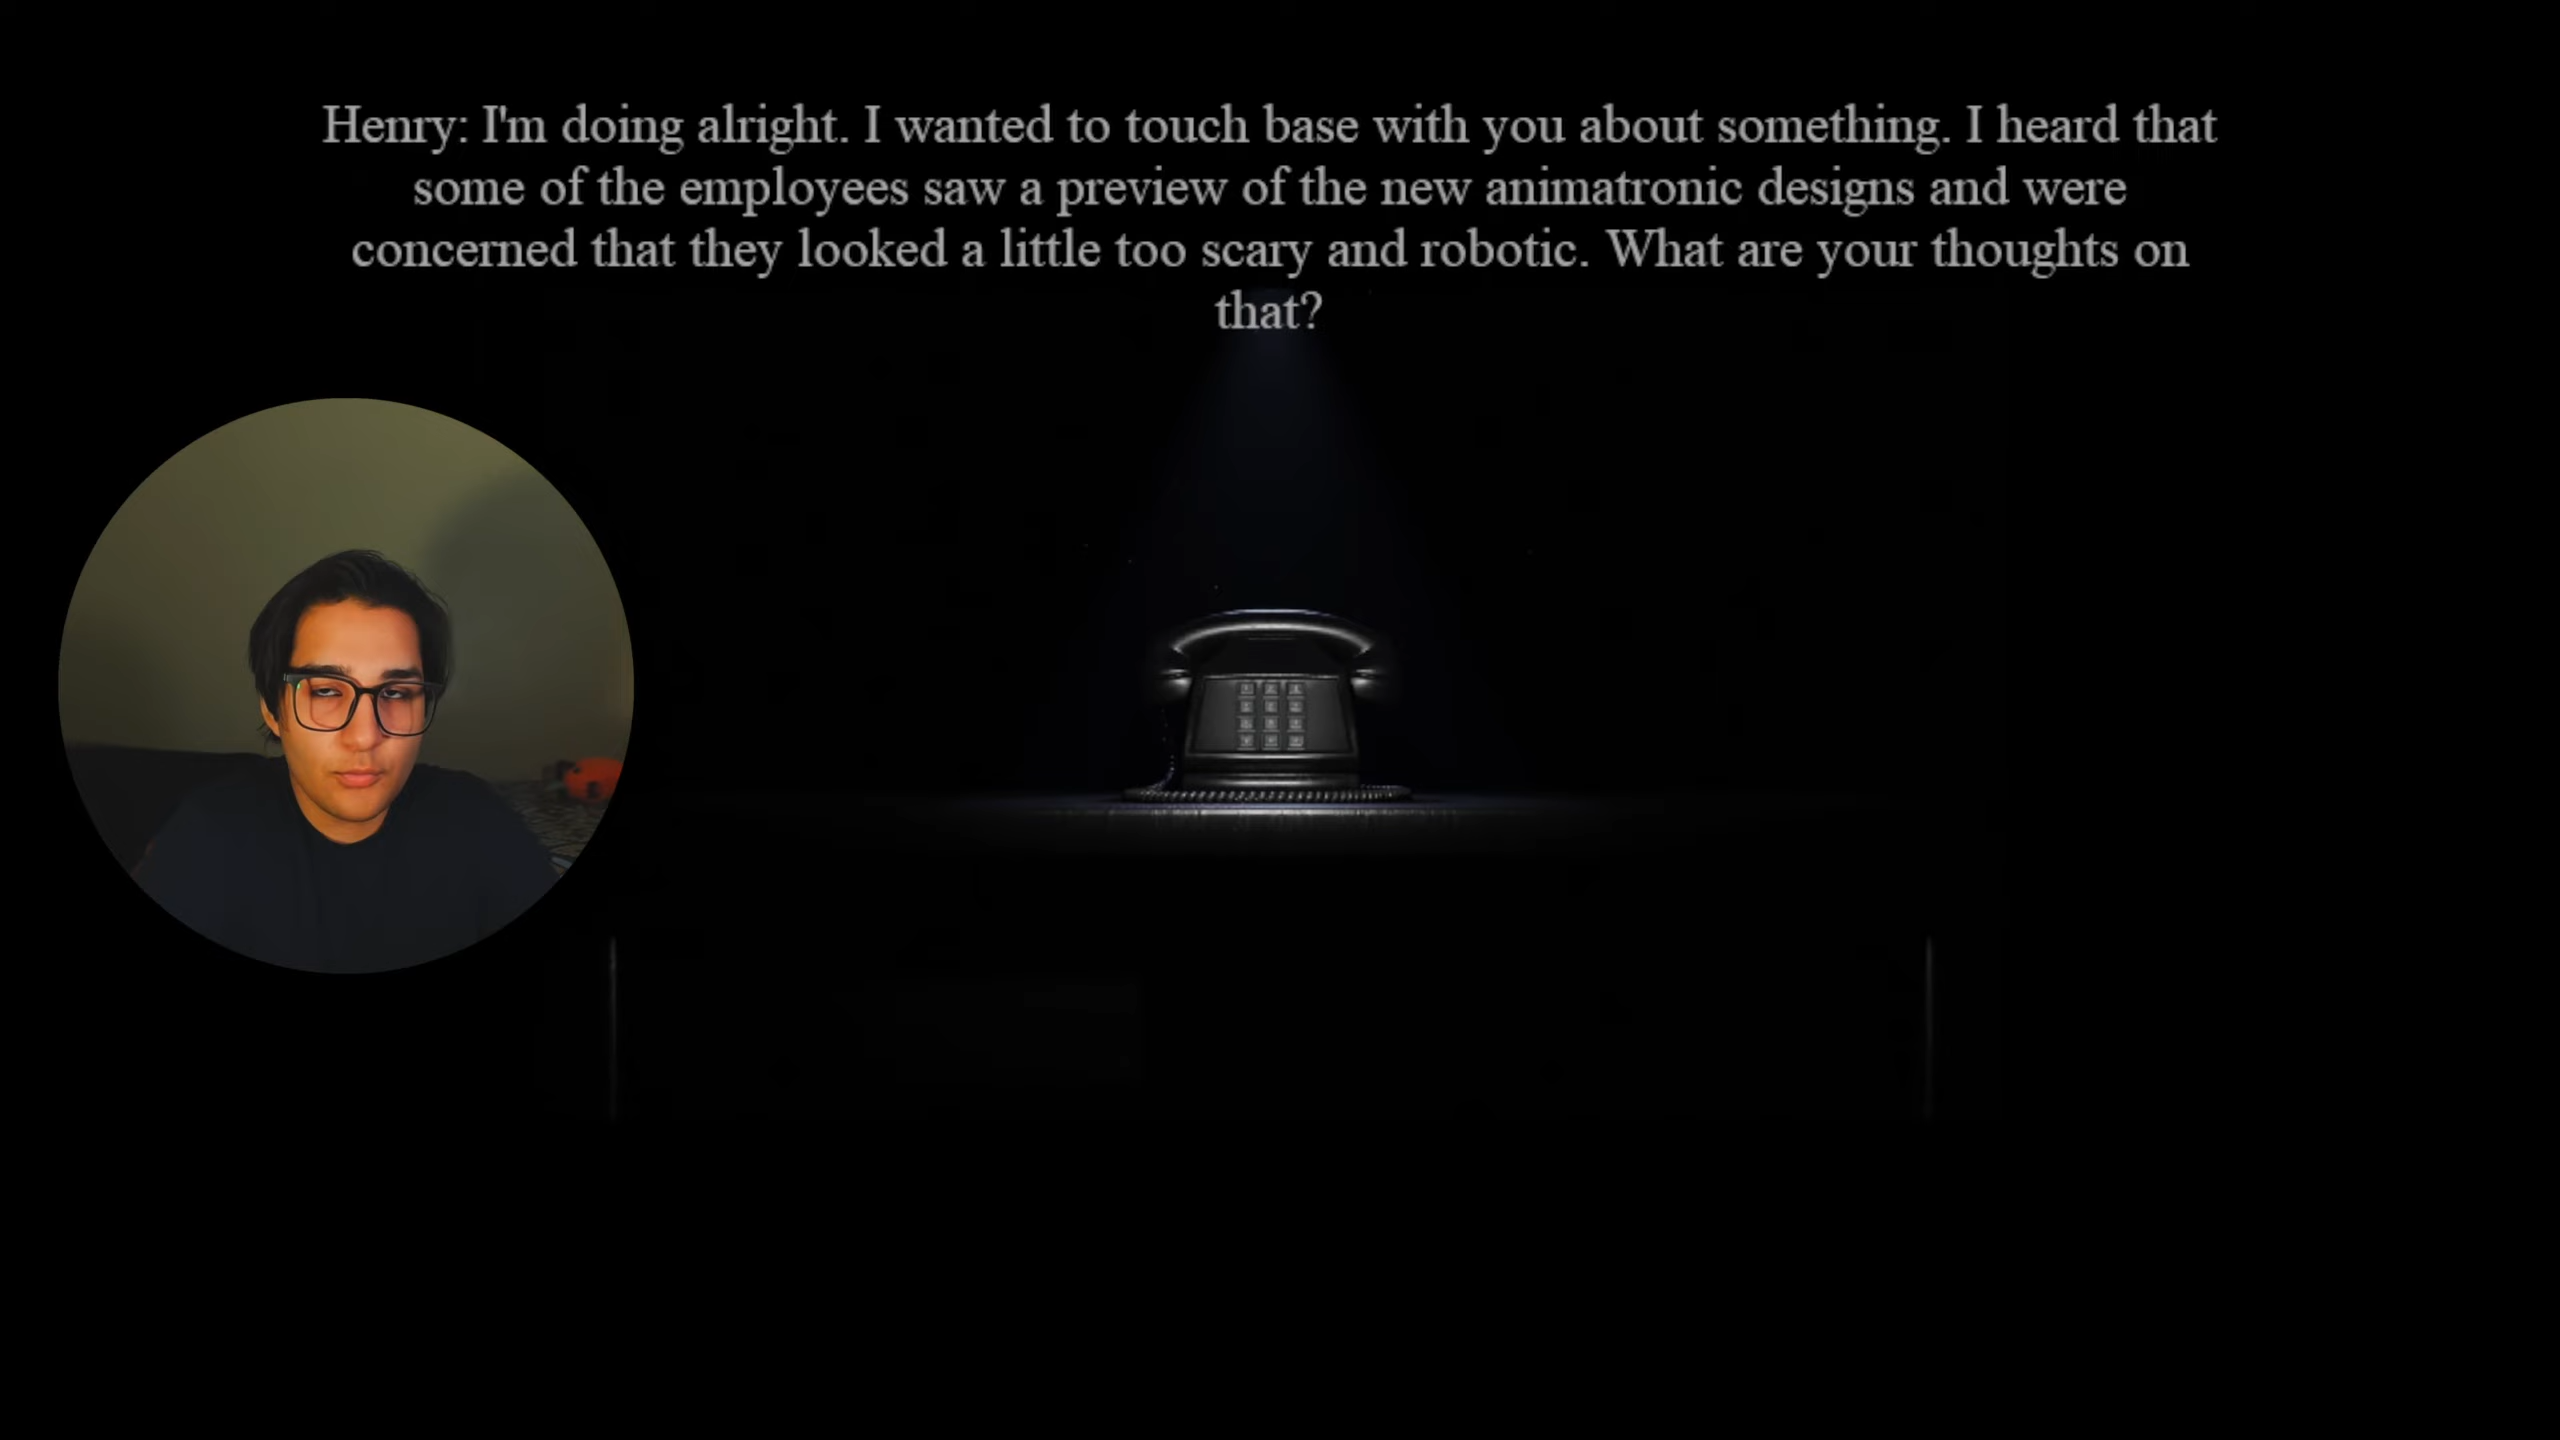 Henry: I'm doing alright. I wanted to touch base with you about something. I heard that
some of the employees saw a preview of the new animatronic designs and were
concerned that they looked a little too scary and robotic. What are your thoughts on
that?